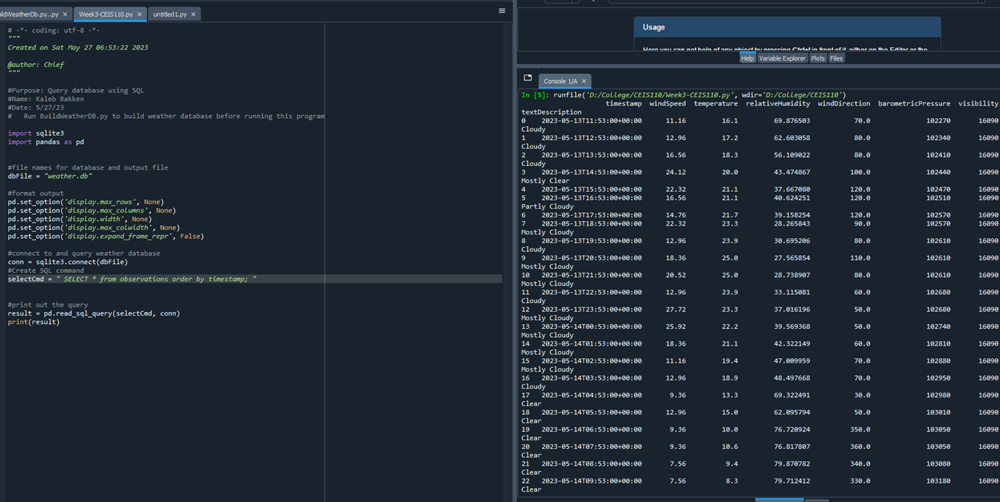 ildWeatherDb.py..py × Week3-CEIS110.py × untitled1.py ×
# -*- coding: utf-8 -*-
"""
Created on Sat May 27 06:53:22 2023
@author: Chief
"""
#Purpose: Query database using SQL
#Name: Kaleb Bakken
#Date: 5/27/23
#   Run BuildWeatherDB.py to build weather database before running this program
import sqlite3
import pandas as pd
#file names for database and output file
dbFile = "weather.db"
#format output
pd.set_option('display.max_rows', None)
pd.set_option('display.max_columns', None)
pd.set_option('display.width', None)
pd.set_option('display.max_colwidth', None)
pd.set_option('display.expand_frame_repr', False)
#connect to and query weather database
conn = sqlite3.connect(dbFile)
#Create SQL command
selectCmd = " SELECT * from observations order by timestamp; "
#print out the query
result = pd.read_sql_query(selectCmd, conn)
print(result)
Usage
Here you can get help of any object by pressing Ctrl+I in front of it, either on the Editor or the
Help Variable Explorer Plots Files
Console 1/A ×
In [5]: runfile('D:/College/CEIS110/Week3-CEIS110.py', wdir='D:/College/CEIS110')
timestamp windSpeed temperature relativeHumidity windDirection barometricPressure visibility
textDescription
0 2023-05-13T11:53:00+00:00 11.16 16.1 69.876503 70.0 102270 16090
Cloudy
1 2023-05-13T12:53:00+00:00 12.96 17.2 62.603058 80.0 102340 16090
Cloudy
2 2023-05-13T13:53:00+00:00 16.56 18.3 56.109022 80.0 102410 16090
Cloudy
3 2023-05-13T14:53:00+00:00 24.12 20.0 43.474867 100.0 102440 16090
Mostly Clear
4 2023-05-13T15:53:00+00:00 22.32 21.1 37.667080 120.0 102470 16090
5 2023-05-13T16:53:00+00:00 16.56 21.1 40.624251 120.0 102510 16090
Partly Cloudy
6 2023-05-13T17:53:00+00:00 14.76 21.7 39.158254 120.0 102570 16090
7 2023-05-13T18:53:00+00:00 22.32 23.3 28.265843 90.0 102570 16090
Mostly Cloudy
8 2023-05-13T19:53:00+00:00 12.96 23.9 30.695206 80.0 102610 16090
Cloudy
9 2023-05-13T20:53:00+00:00 18.36 25.0 27.565854 110.0 102610 16090
Mostly Cloudy
10 2023-05-13T21:53:00+00:00 20.52 25.0 28.738907 80.0 102610 16090
Mostly Cloudy
11 2023-05-13T22:53:00+00:00 12.96 23.9 33.115081 60.0 102680 16090
Cloudy
12 2023-05-13T23:53:00+00:00 27.72 23.3 37.016196 50.0 102680 16090
Mostly Cloudy
13 2023-05-14T00:53:00+00:00 25.92 22.2 39.569368 50.0 102740 16090
Mostly Cloudy
14 2023-05-14T01:53:00+00:00 18.36 21.1 42.322149 60.0 102810 16090
Mostly Cloudy
15 2023-05-14T02:53:00+00:00 11.16 19.4 47.009959 70.0 102880 16090
Mostly Cloudy
16 2023-05-14T03:53:00+00:00 12.96 18.9 48.497668 70.0 102950 16090
Cloudy
17 2023-05-14T04:53:00+00:00 9.36 13.3 69.322491 30.0 102980 16090
Clear
18 2023-05-14T05:53:00+00:00 12.96 15.0 62.095794 50.0 103010 16090
Clear
19 2023-05-14T06:53:00+00:00 9.36 10.0 76.720924 350.0 103050 16090
Clear
20 2023-05-14T07:53:00+00:00 9.36 10.6 76.817807 360.0 103050 16090
Clear
21 2023-05-14T08:53:00+00:00 7.56 9.4 79.870782 340.0 103080 16090
Clear
22 2023-05-14T09:53:00+00:00 7.56 8.3 79.712412 330.0 103180 16090
Clear